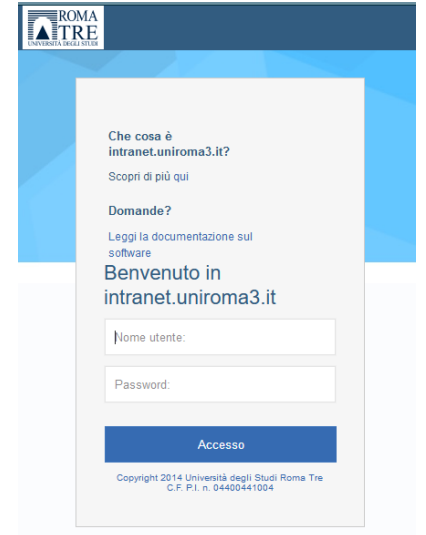 ROMA
TRE
UNIVERSITÀ DEGLI STUDI
Che cosa è
intranet.uniroma3.it?
Scopri di più qui
Domande?
Leggi la documentazione sul
software
Benvenuto in
intranet.uniroma3.it
Nome utente:
Password:
Accesso
Copyright 2014 Università degli Studi Roma Tre
C.F. P.I. n. 04400441004